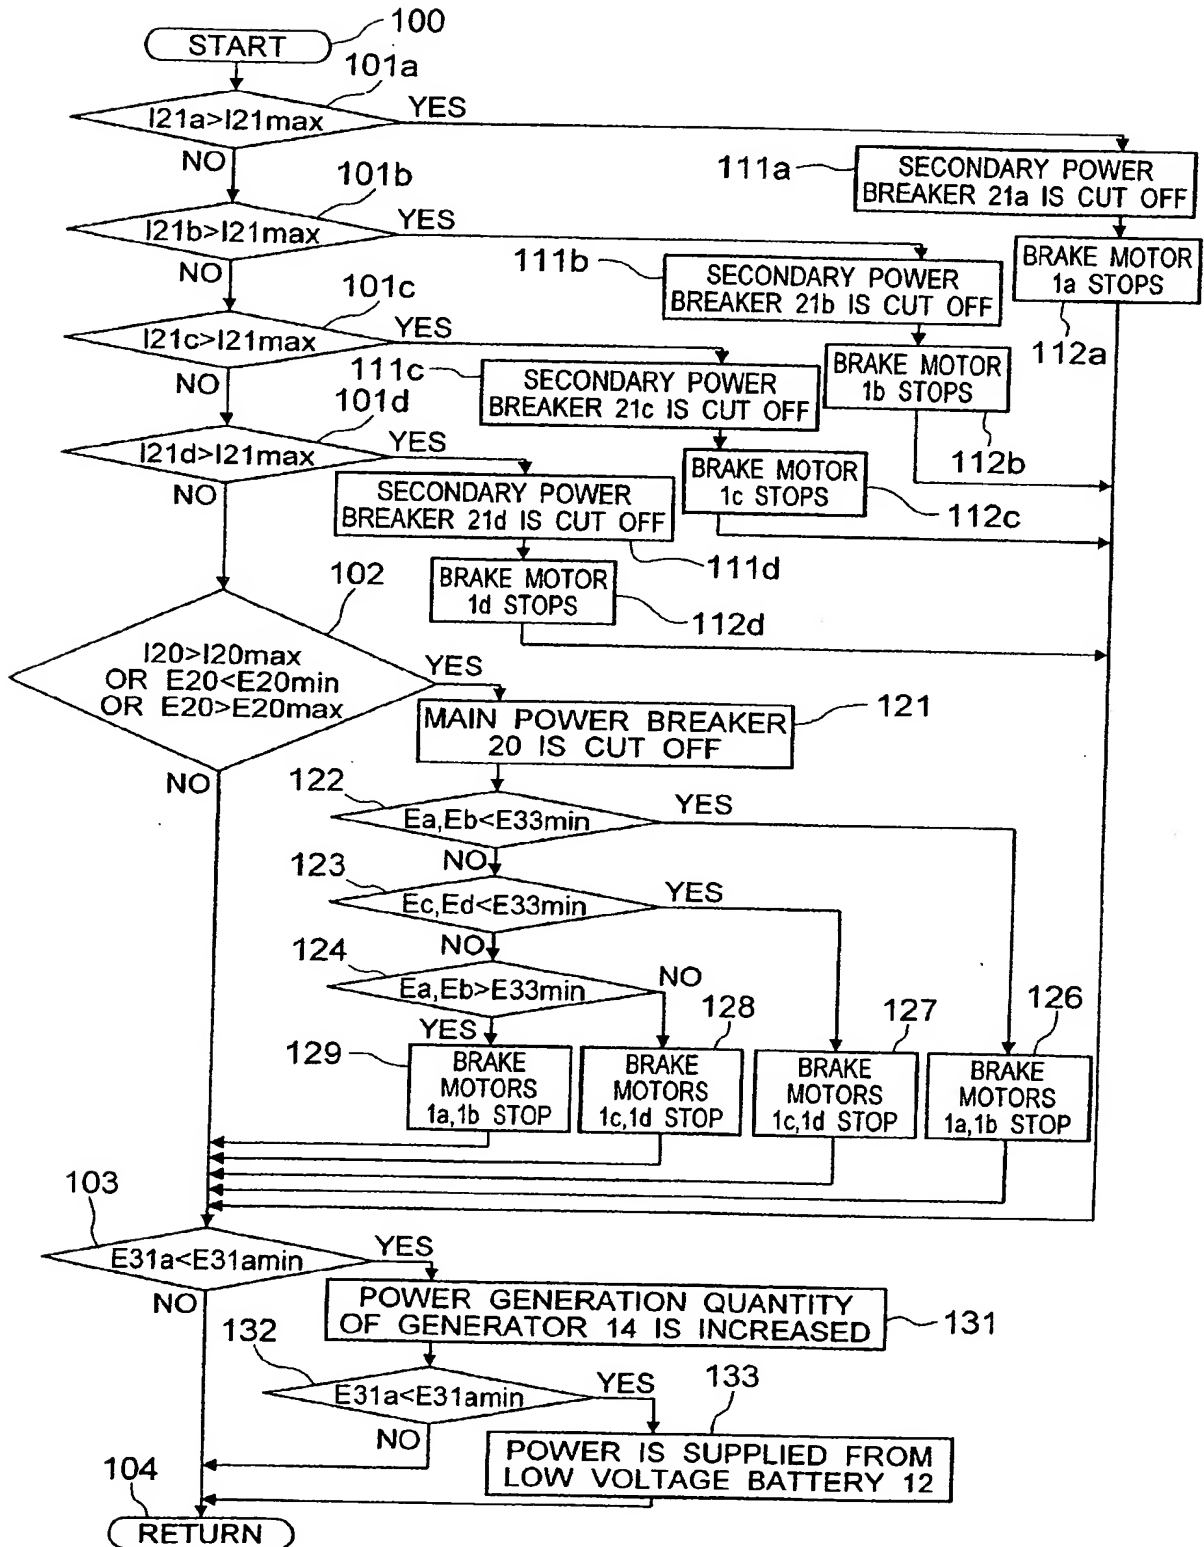 100
START
101a
I21a>I21max
YES
NO
111a
SECONDARY POWER
BREAKER 21a IS CUT OFF
101b
I21b>I21max
YES
NO
111b
SECONDARY POWER
BREAKER 21b IS CUT OFF
BRAKE MOTOR
1a STOPS
112a
101c
I21c>I21max
YES
NO
111c
SECONDARY POWER
BREAKER 21c IS CUT OFF
BRAKE MOTOR
1b STOPS
112b
101d
I21d>I21max
YES
NO
SECONDARY POWER
BREAKER 21d IS CUT OFF
111d
BRAKE MOTOR
1c STOPS
112c
BRAKE MOTOR
1d STOPS
112d
102
I20>I20max
OR E20<E20min
OR E20>E20max
YES
NO
MAIN POWER BREAKER
20 IS CUT OFF
121
122
Ea,Eb<E33min
YES
NO
123
Ec,Ed<E33min
YES
NO
124
Ea,Eb>E33min
NO
YES
129
BRAKE
MOTORS
1a,1b STOP
128
BRAKE
MOTORS
1c,1d STOP
127
BRAKE
MOTORS
1c,1d STOP
126
BRAKE
MOTORS
1a,1b STOP
103
E31a<E31amin
YES
NO
POWER GENERATION QUANTITY
OF GENERATOR 14 IS INCREASED
131
132
E31a<E31amin
YES
NO
133
POWER IS SUPPLIED FROM
LOW VOLTAGE BATTERY 12
104
RETURN